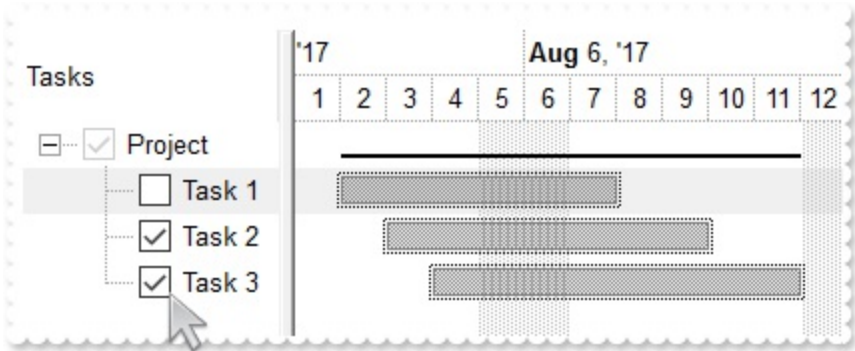 '17
Aug 6, '17
Tasks
1 2 3 4 5 6 7 8 9 10 11 12
Project
Task 1
Task 2
Task 3